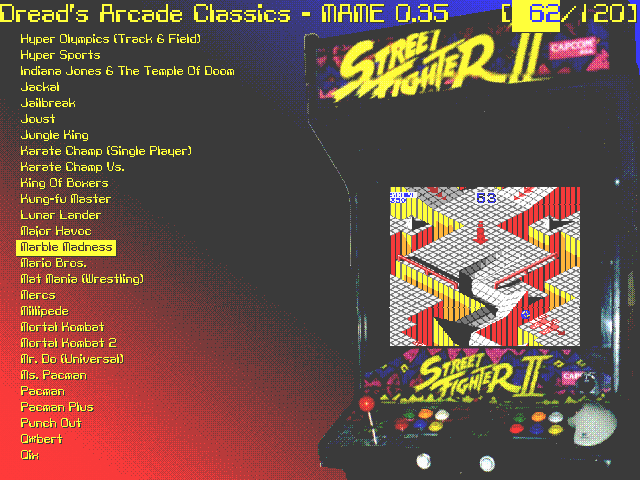 Dread's Arcade Classics - MAME 0.35 [ 62/120]
Hyper Olympics (Track & Field)
Hyper Sports
Indiana Jones & The Temple Of Doom
Jackal
Jailbreak
Joust
Jungle King
Karate Champ (Single Player)
Karate Champ Vs.
King Of Boxers
Kung-fu Master
Lunar Lander
Major Havoc
Marble Madness
Mario Bros.
Mat Mania (Wrestling)
Mercs
Millipede
Mortal Kombat
Mortal Kombat 2
Mr. Do (Universal)
Ms. Pacman
Pacman
Pacman Plus
Punch Out
Q*bert
Qix
STREET FIGHTER II
CAPCOM
53
STREET FIGHTER II